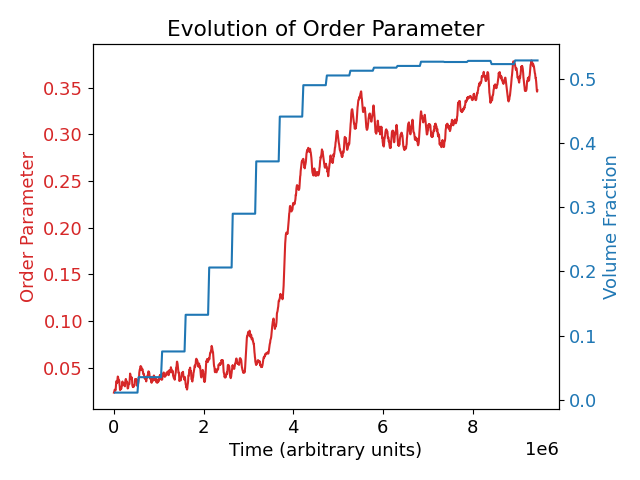 Evolution of Order Parameter
Order Parameter
0.35
0.30
0.25
0.20
0.15
0.10
0.05
0.5
0.4
0.3
0.2
0.1
0.0
Volume Fraction
0 2 4 6 8
1e6
Time (arbitrary units)